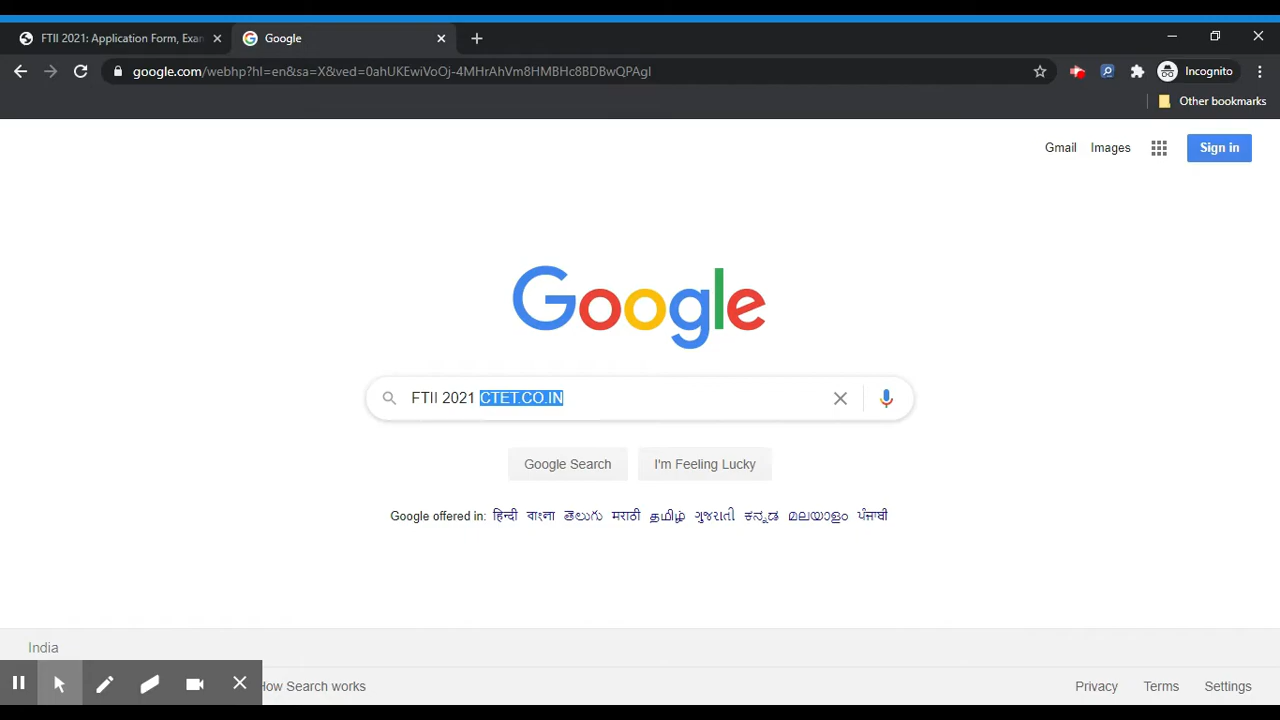 FTII 2021: Application Form, Exan
Google
google.com/webhp?hl=en&sa=X&ved=0ahUKEwiVoOj-4MHrAhVm8HMBHc8BDBwQPAgI
Incognito
Other bookmarks
Gmail Images Sign in
Google
FTII 2021 CTET.CO.IN
Google Search I'm Feeling Lucky
Google offered in: हिन्दी বাংলা తెలుగు मराठी தமிழ் ગુજરાતી ಕನ್ನಡ മലയാളം ਪੰਜਾਬੀ
India
How Search works Privacy Terms Settings